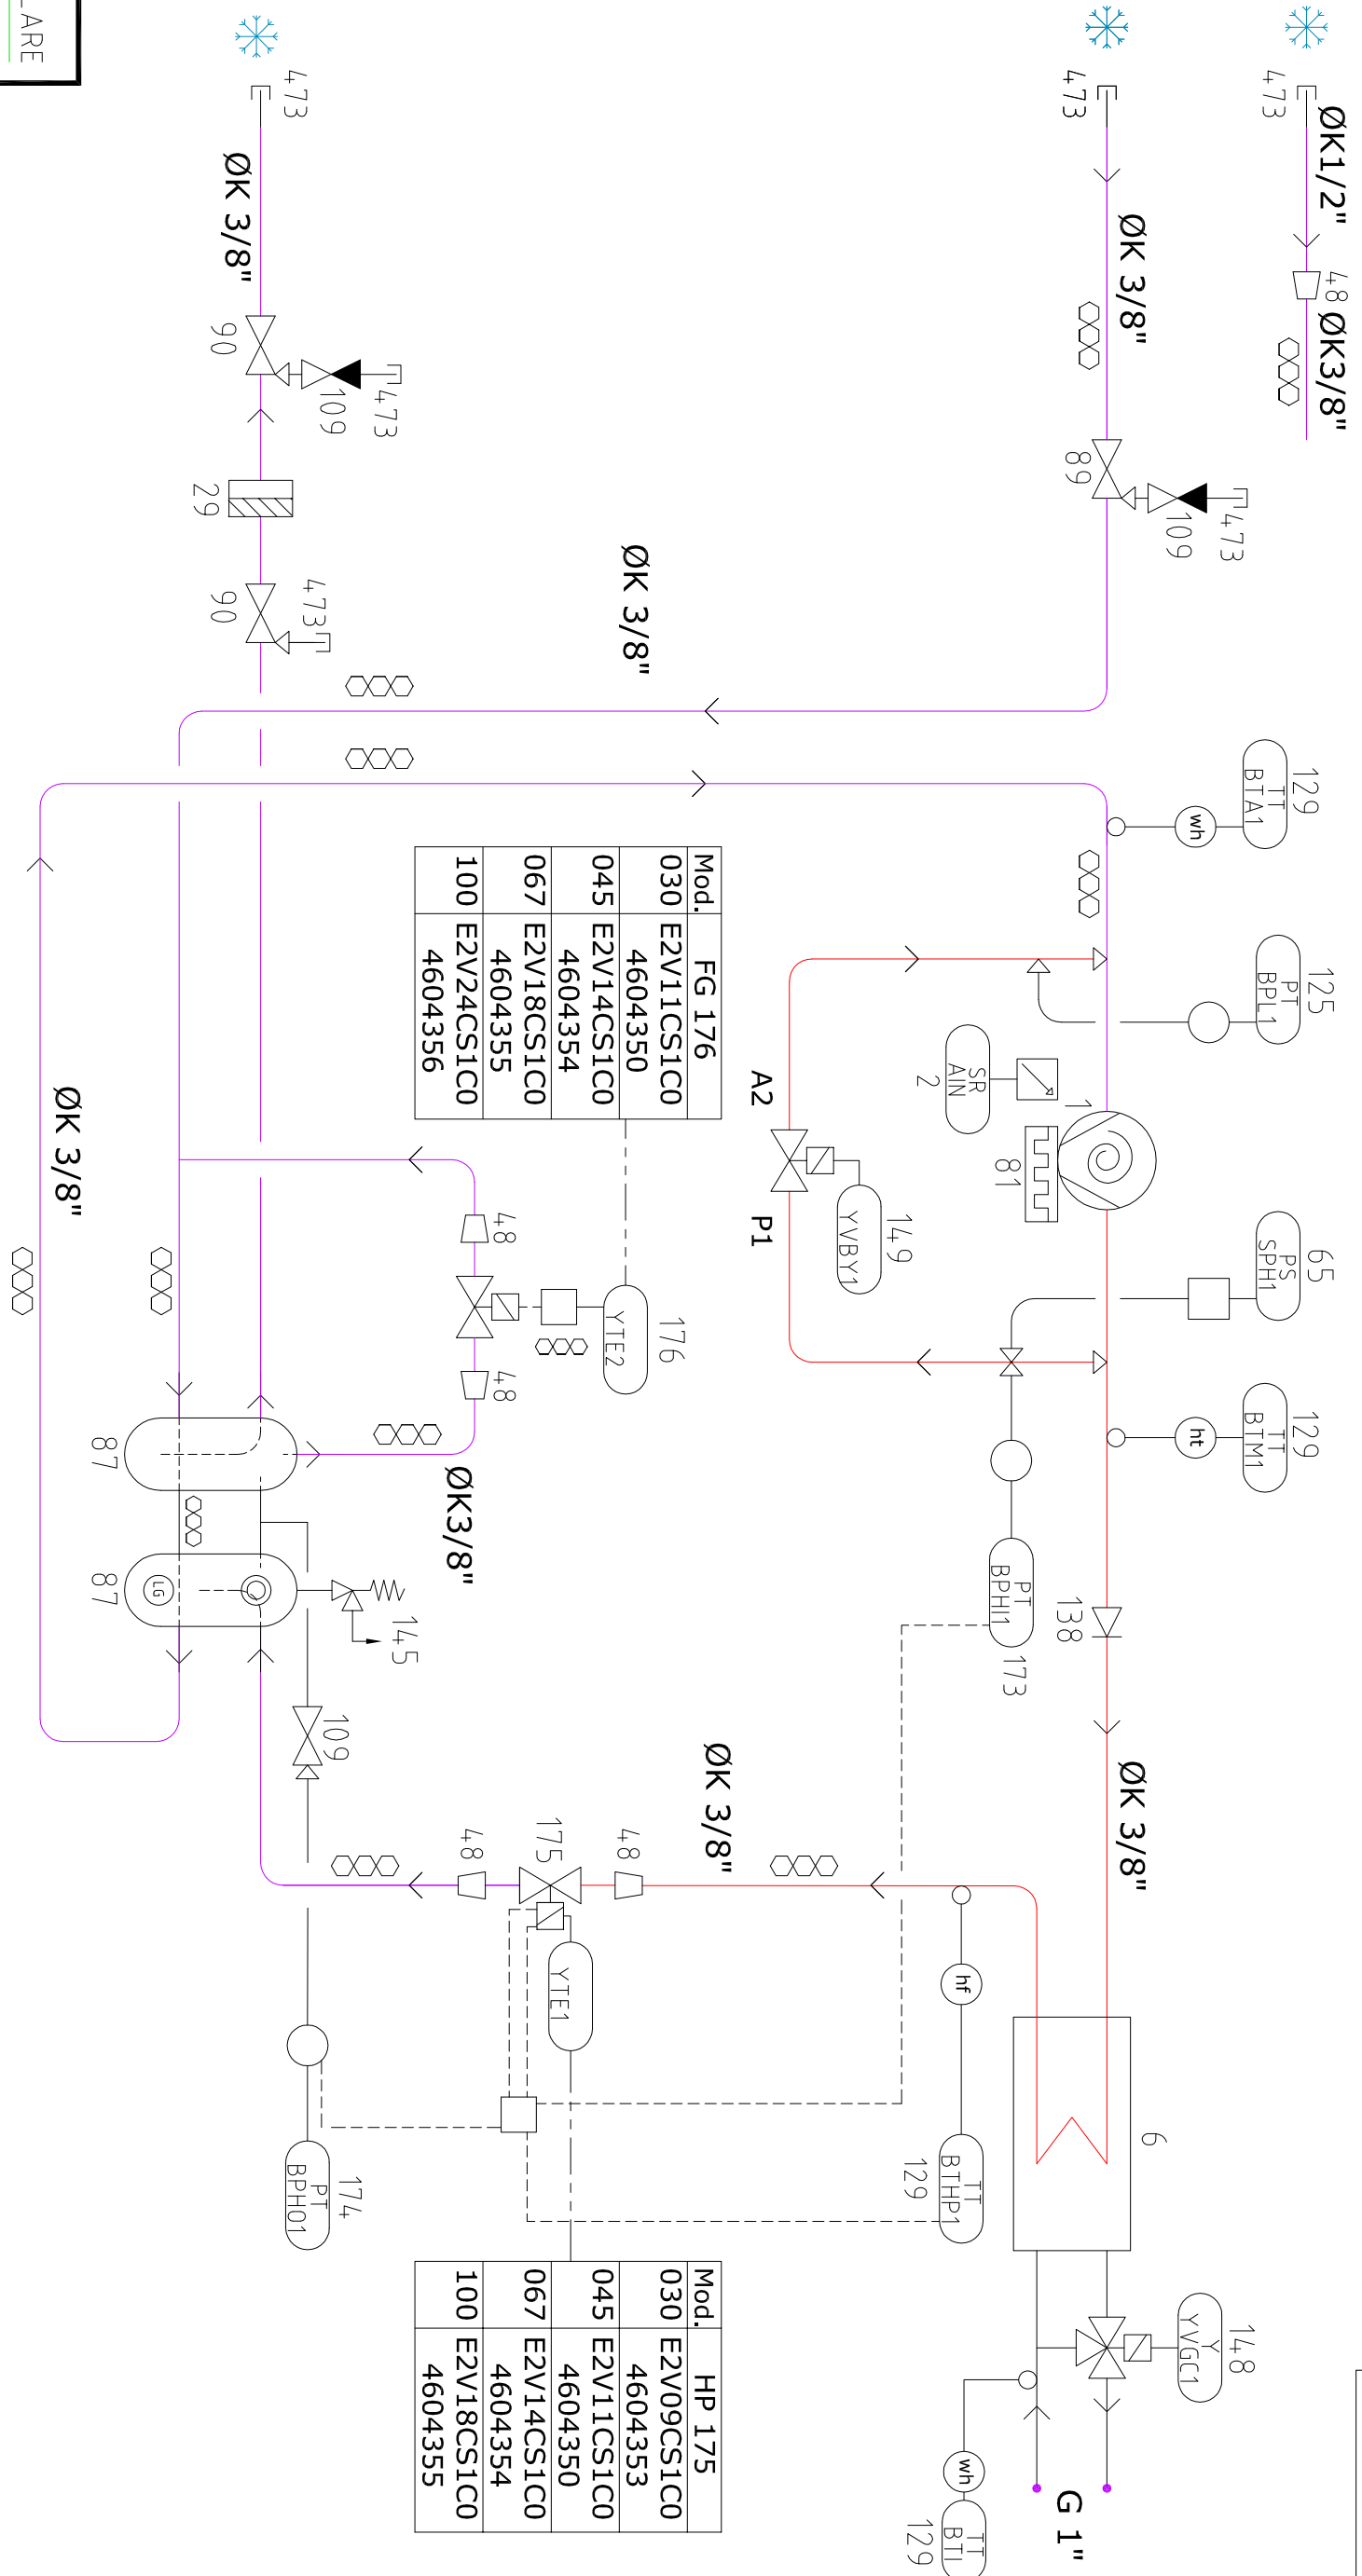 LARE
473
ØK 3/8"
90
109
473
29
90
473
473
ØK 3/8"
89
109
473
473
ØK1/2"
48
ØK3/8"
ØK 3/8"
129
TT
BTA1
wh
125
PT
BPL1
SR
AIN
2
1
81
A2
P1
149
YVBY1
65
PS
SPH1
129
TT
BTM1
ht
Mod. FG 176
030 E2V11CS1C0
4604350
045 E2V14CS1C0
4604354
067 E2V18CS1C0
4604355
100 E2V24CS1C0
4604356
ØK 3/8"
48
176
YTE2
48
ØK3/8"
87
87
LG
145
109
PT
BPHI1
173
138
ØK 3/8"
ØK 3/8"
48
175
48
YTE1
hf
TT
BTHP1
129
6
174
PT
BPHO1
148
Y
YVGC1
G 1"
wh
TT
BTI
129
Mod. HP 175
030 E2V09CS1C0
4604353
045 E2V11CS1C0
4604350
067 E2V14CS1C0
4604354
100 E2V18CS1C0
4604355